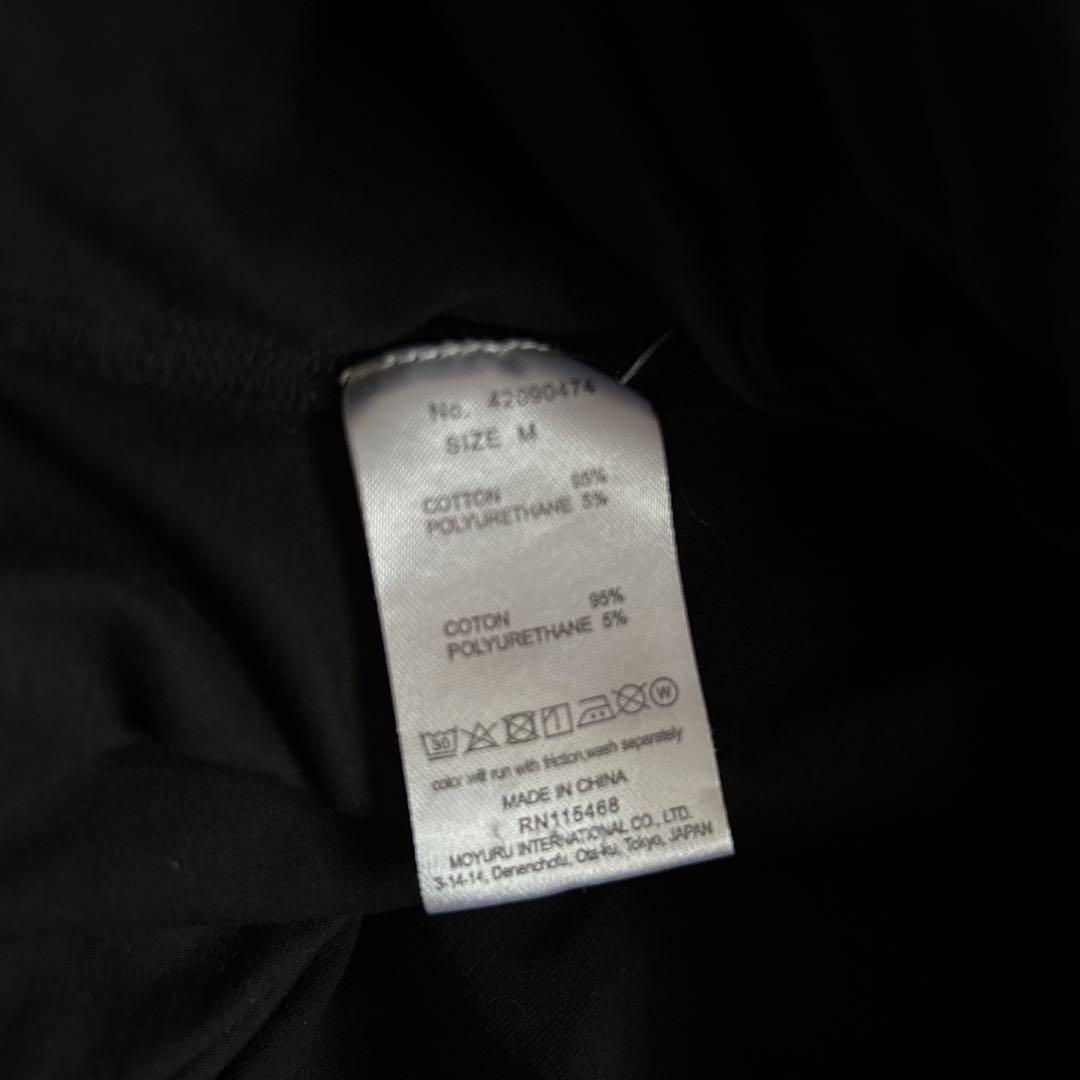 No. 42090474
SIZE M
COTTON 95%
POLYURETHANE 5%
COTON 95%
POLYURETHANE 5%
30 W
color will run with friction,wash separately
MADE IN CHINA
RN115468
MOYURU INTERNATIONAL CO., LTD.
3-14-14, Denenchofu, Ota-ku, Tokyo, JAPAN